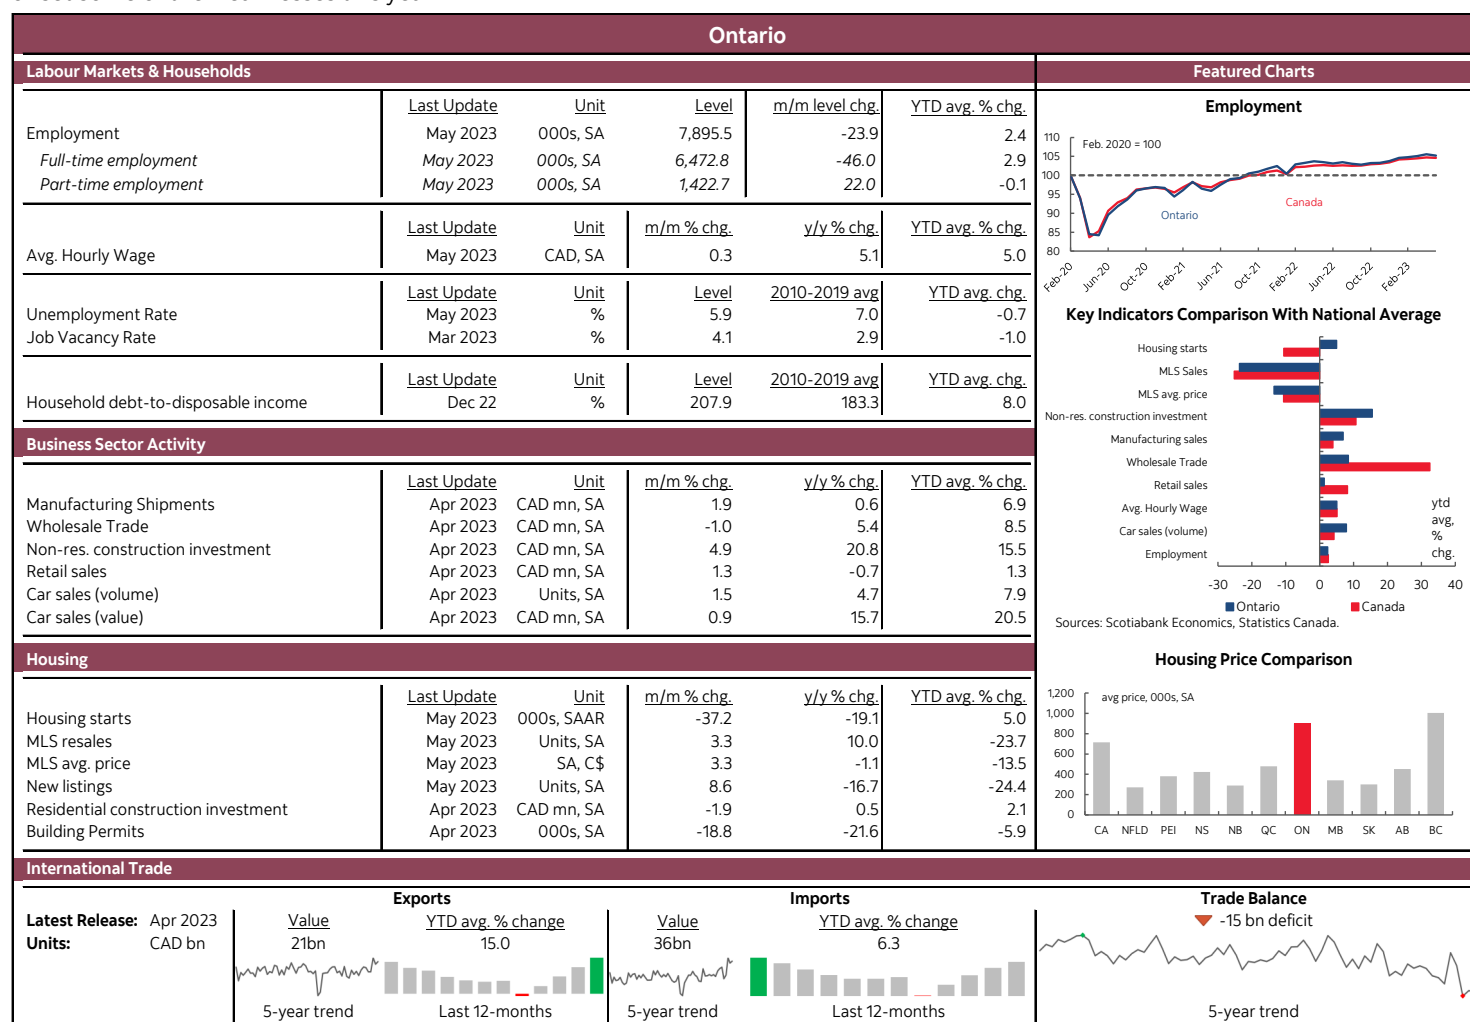 Ontario
Labour Markets & Households
Last Update Unit Level m/m level chg. YTD avg. % chg.
Employment May 2023 000s, SA 7,895.5 -23.9 2.4
Full-time employment May 2023 000s, SA 6,472.8 -46.0 2.9
Part-time employment May 2023 000s, SA 1,422.7 22.0 -0.1
Last Update Unit m/m % chg. y/y % chg. YTD avg. % chg.
Avg. Hourly Wage May 2023 CAD, SA 0.3 5.1 5.0
Last Update Unit Level 2010-2019 avg YTD avg. chg.
Unemployment Rate May 2023 % 5.9 7.0 -0.7
Job Vacancy Rate Mar 2023 % 4.1 2.9 -1.0
Last Update Unit Level 2010-2019 avg YTD avg. chg.
Household debt-to-disposable income Dec 22 % 207.9 183.3 8.0
Business Sector Activity
Last Update Unit m/m % chg. y/y % chg. YTD avg. % chg.
Manufacturing Shipments Apr 2023 CAD mn, SA 1.9 0.6 6.9
Wholesale Trade Apr 2023 CAD mn, SA -1.0 5.4 8.5
Non-res. construction investment Apr 2023 CAD mn, SA 4.9 20.8 15.5
Retail sales Apr 2023 CAD mn, SA 1.3 -0.7 1.3
Car sales (volume) Apr 2023 Units, SA 1.5 4.7 7.9
Car sales (value) Apr 2023 CAD mn, SA 0.9 15.7 20.5
Housing
Last Update Unit m/m % chg. y/y % chg. YTD avg. % chg.
Housing starts May 2023 000s, SAAR -37.2 -19.1 5.0
MLS resales May 2023 Units, SA 3.3 10.0 -23.7
MLS avg. price May 2023 SA, C$ 3.3 -1.1 -13.5
New listings May 2023 Units, SA 8.6 -16.7 -24.4
Residential construction investment Apr 2023 CAD mn, SA -1.9 0.5 2.1
Building Permits Apr 2023 000s, SA -18.8 -21.6 -5.9
Featured Charts
Employment
110
105
100
95
90
85
80
Feb. 2020 = 100
Ontario
Canada
Feb-20 Jun-20 Oct-20 Feb-21 Jun-21 Oct-21 Feb-22 Jun-22 Oct-22 Feb-23
Key Indicators Comparison With National Average
Housing starts
MLS Sales
MLS avg. price
Non-res. construction investment
Manufacturing sales
Wholesale Trade
Retail sales
Avg. Hourly Wage
Car sales (volume)
Employment
ytd
avg,
%
chg.
-30 -20 -10 0 10 20 30 40
Ontario Canada
Sources: Scotiabank Economics, Statistics Canada.
Housing Price Comparison
avg price, 000s, SA
1,200
1,000
800
600
400
200
0
CA NFLD PEI NS NB QC ON MB SK AB BC
International Trade
Exports Imports Trade Balance
Latest Release: Apr 2023 Value YTD avg. % change Value YTD avg. % change -15 bn deficit
Units: CAD bn 21bn 15.0 36bn 6.3
5-year trend Last 12-months 5-year trend Last 12-months 5-year trend